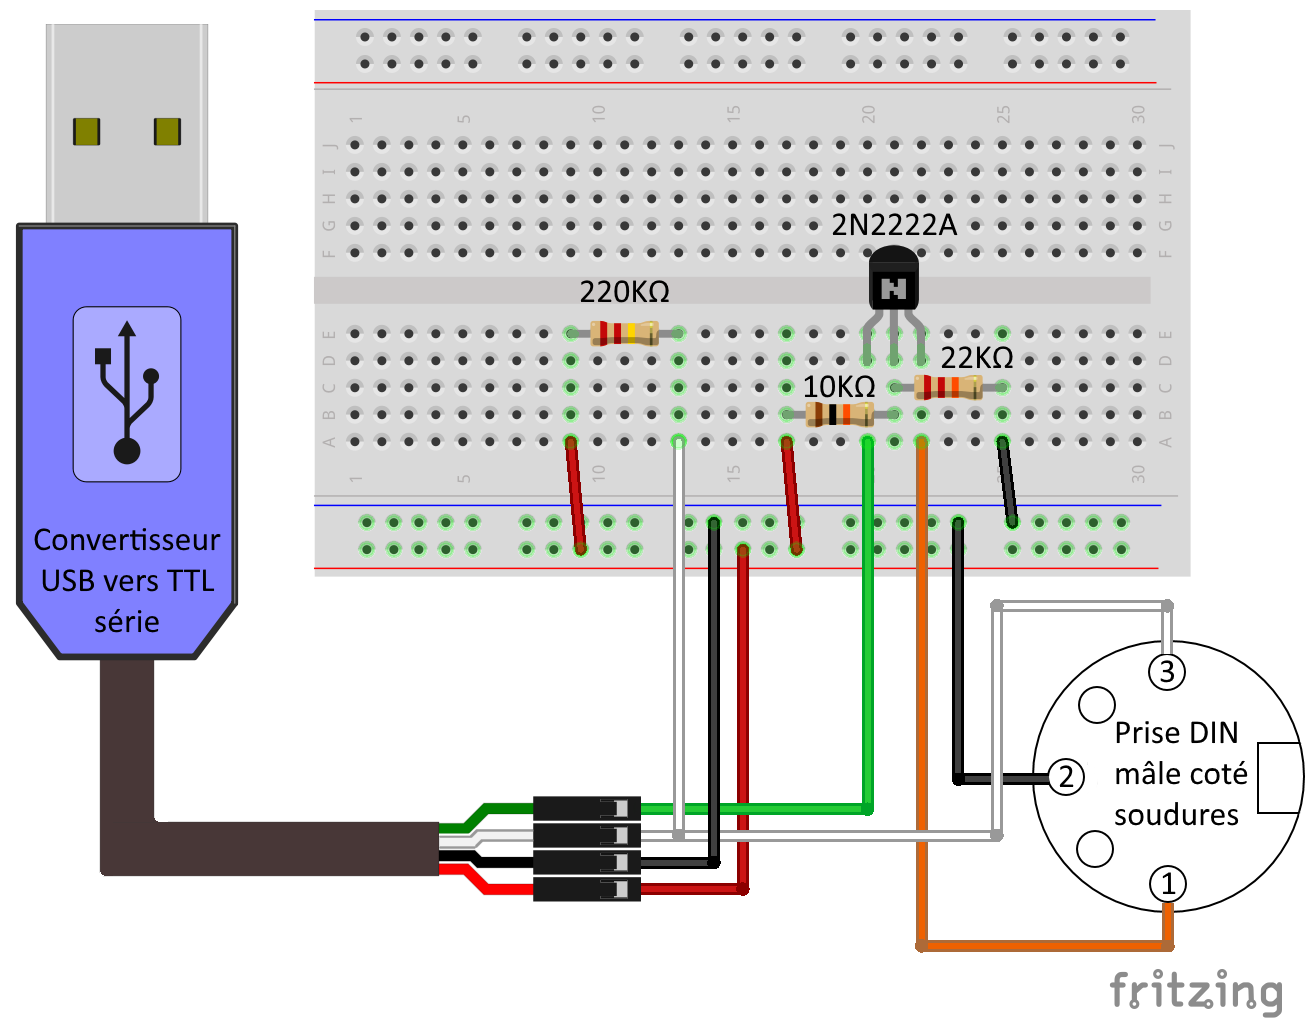 1 5 10 15 20 25 30
J J
I I
H H
G G
F F
2N2222A
220KΩ
N
E E
D D
22KΩ
C C
10KΩ
B B
A A
1 5 10 15 30
Convertisseur
USB vers TTL
série
3
Prise DIN
mâle coté
soudures
2
1
fritzing